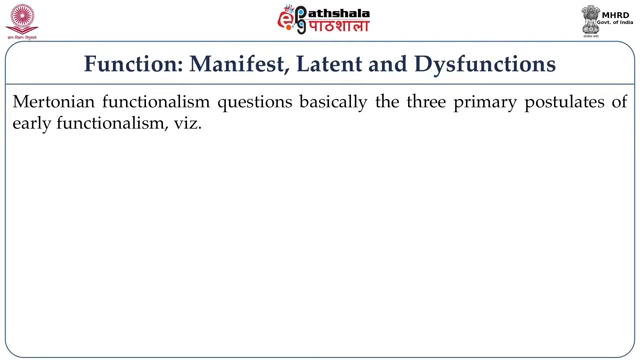 ePathshala
पाठशाला
MHRD
Govt. of India
Function: Manifest, Latent and Dysfunctions
Mertonian functionalism questions basically the three primary postulates of
early functionalism, viz.